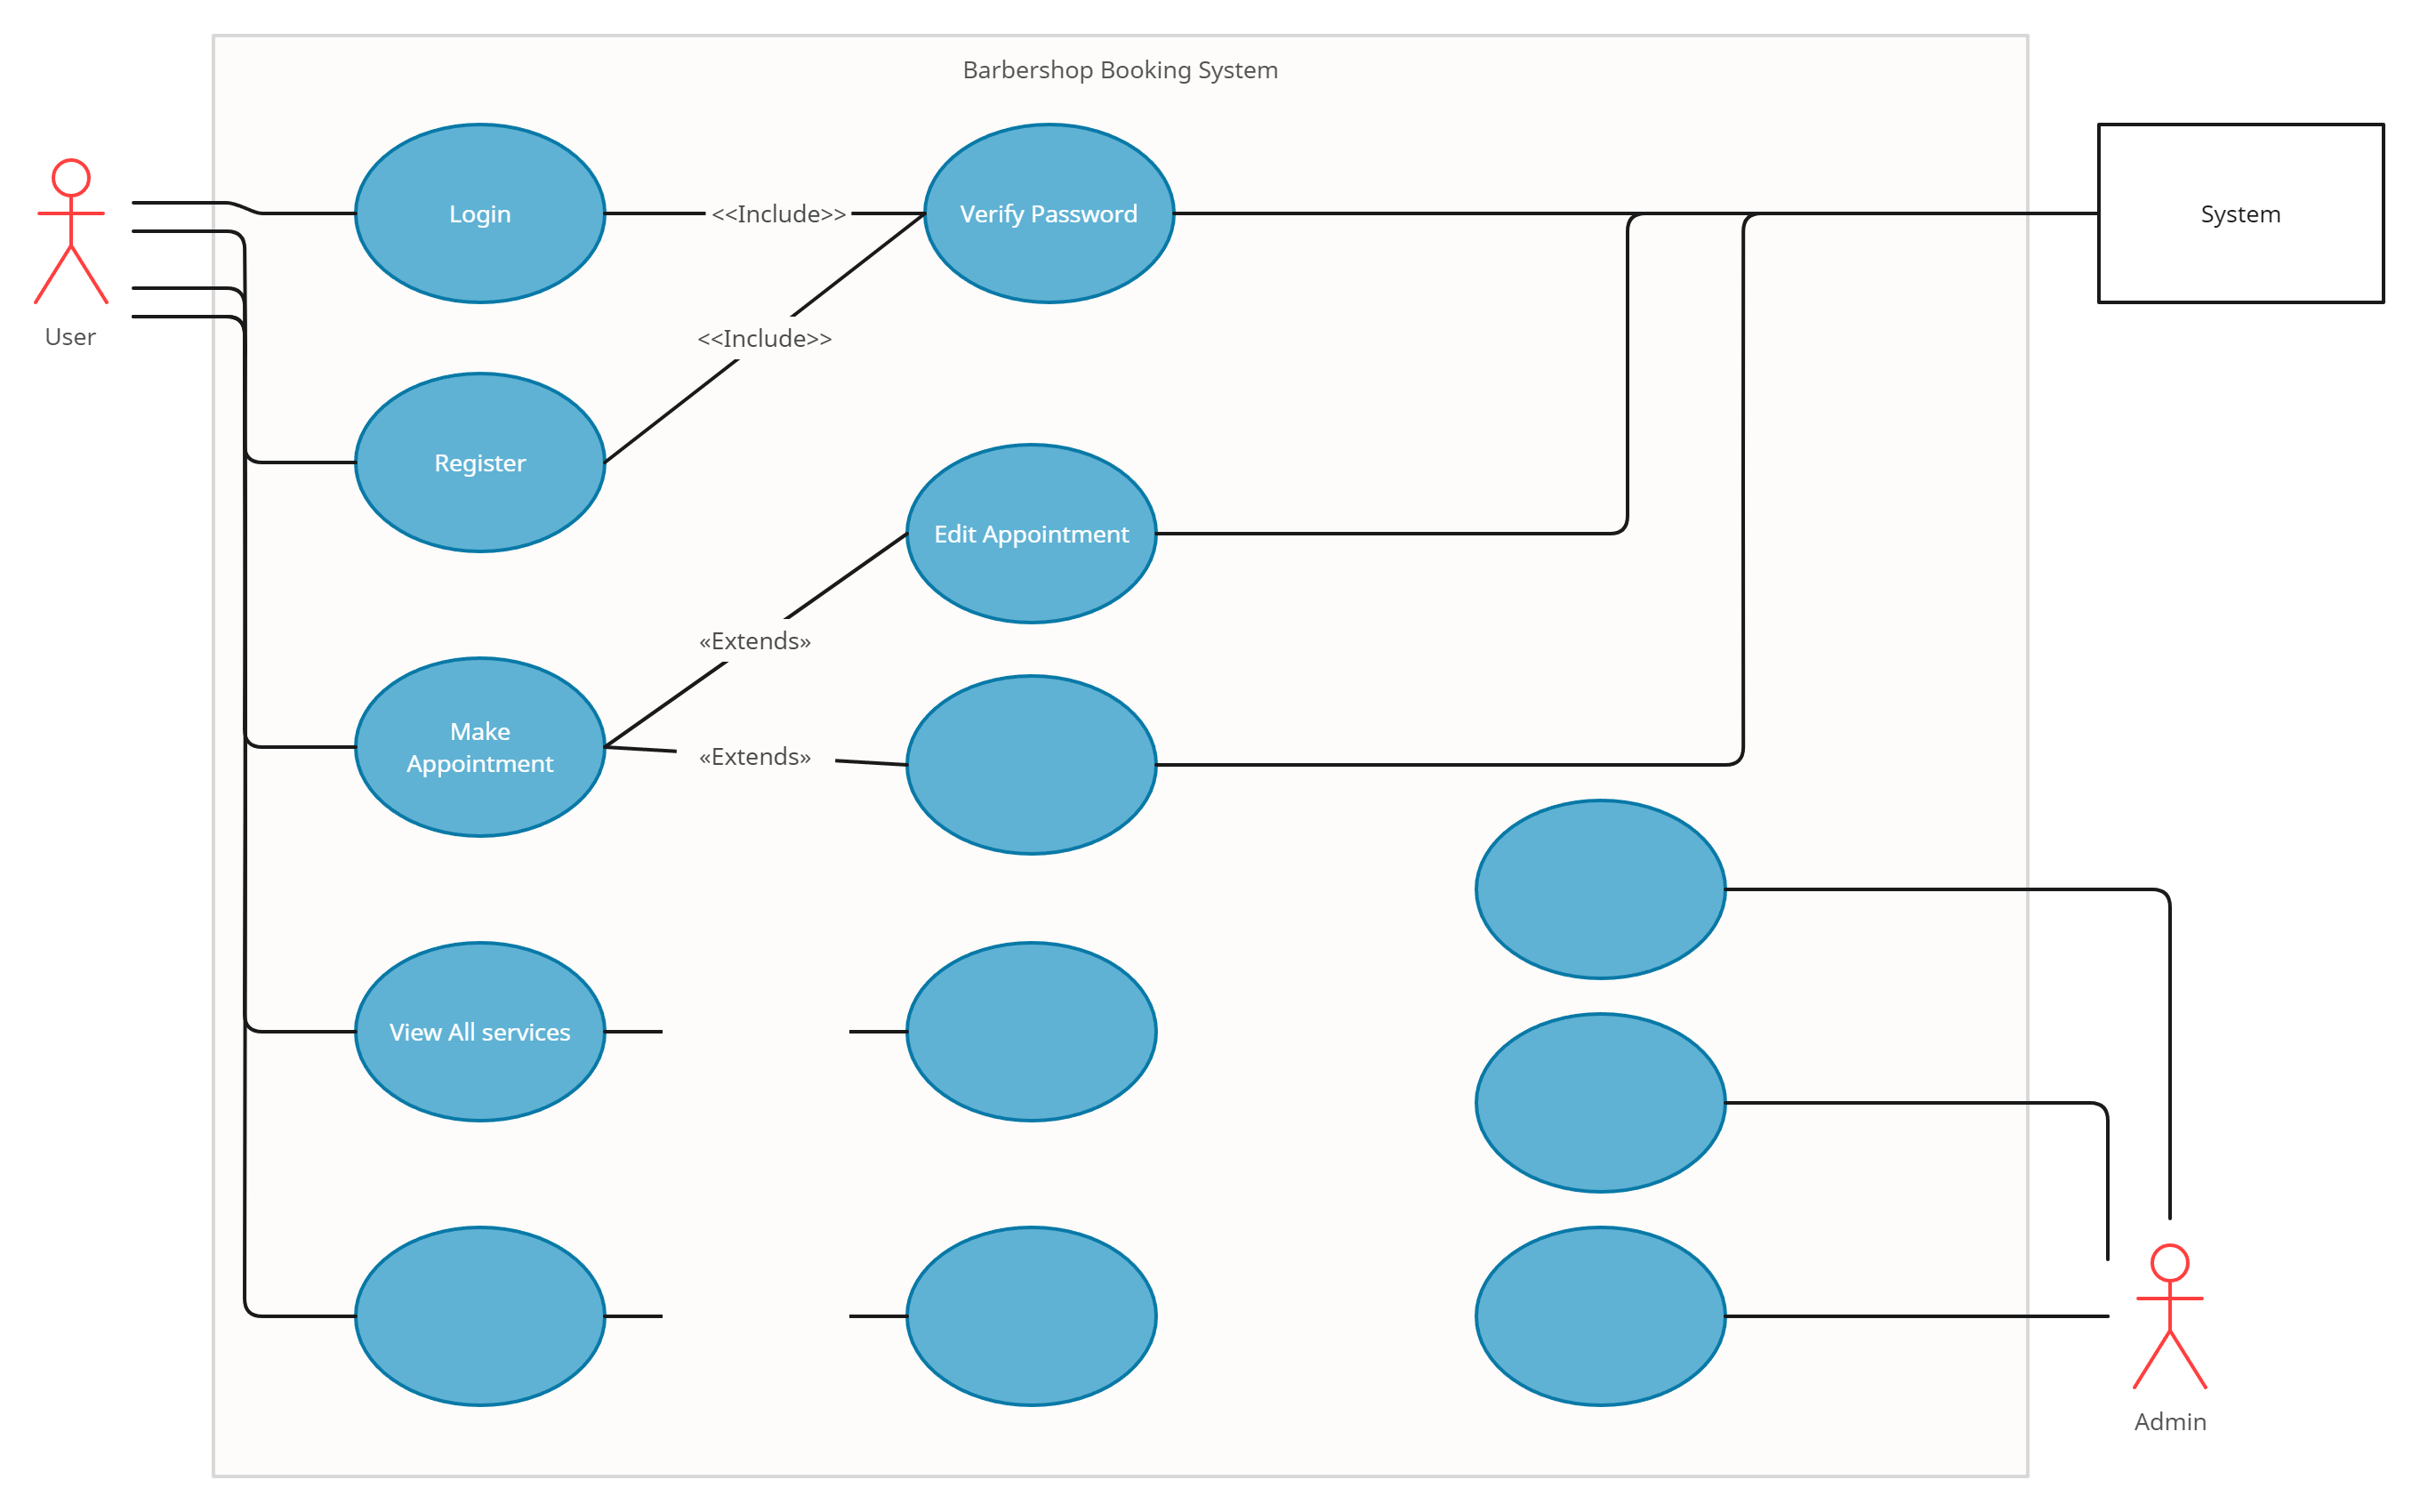 Barbershop Booking System
Login
<<Include>>
Verify Password
System
User
<<Include>>
Register
Edit Appointment
«Extends»
Make
Appointment
«Extends»
View All services
Admin